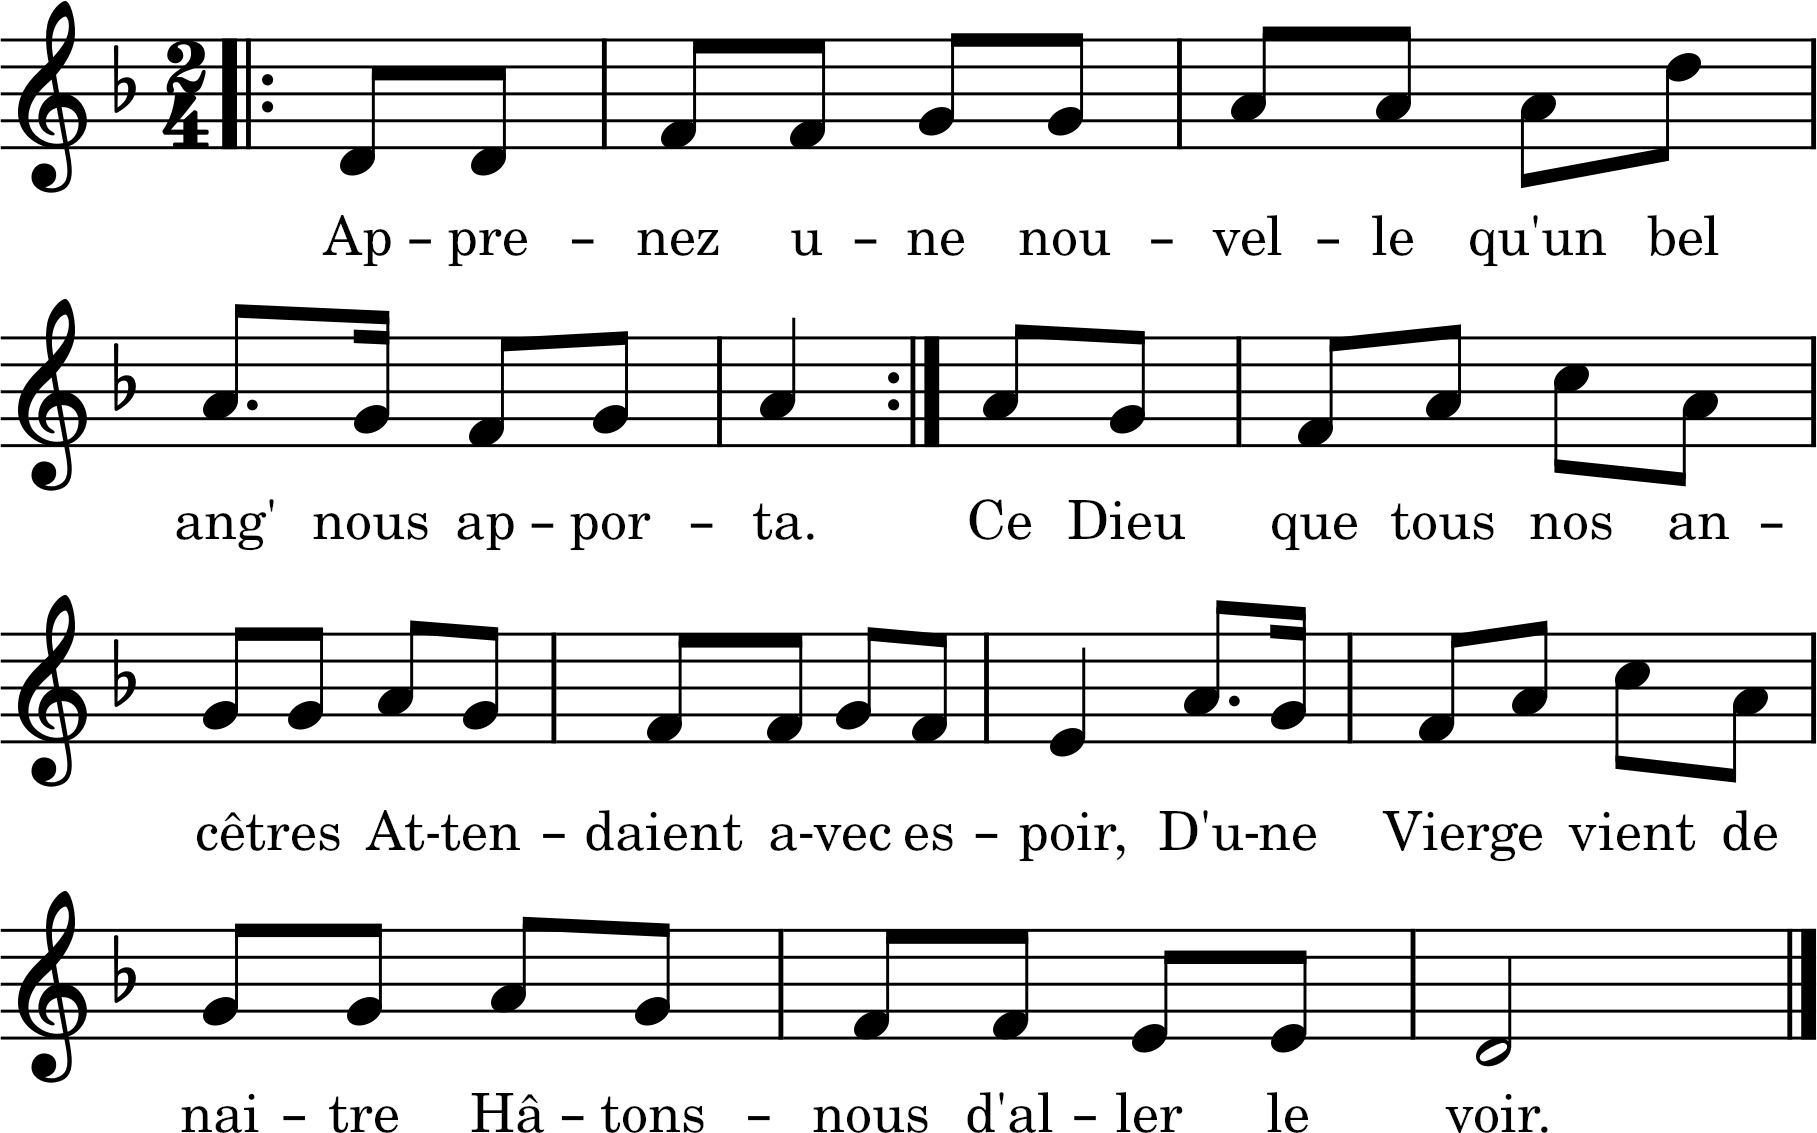 2
4
Ap – pre – nez u – ne nou – vel – le qu'un bel
ang' nous ap – por – ta. Ce Dieu que tous nos an –
cêtres At-ten – daient a-vec es – poir, D'u-ne Vierge vient de
nai – tre Hâ – tons – nous d'al – ler le voir.